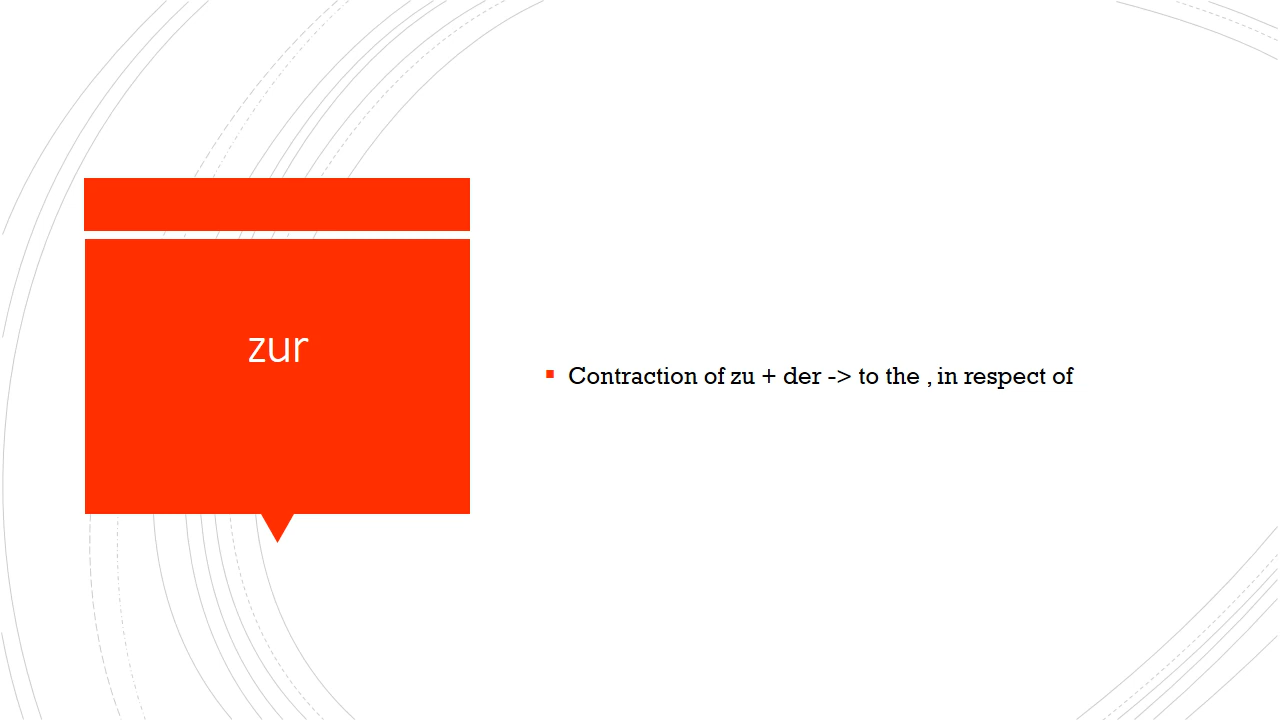 zur
Contraction of zu + der -> to the , in respect of